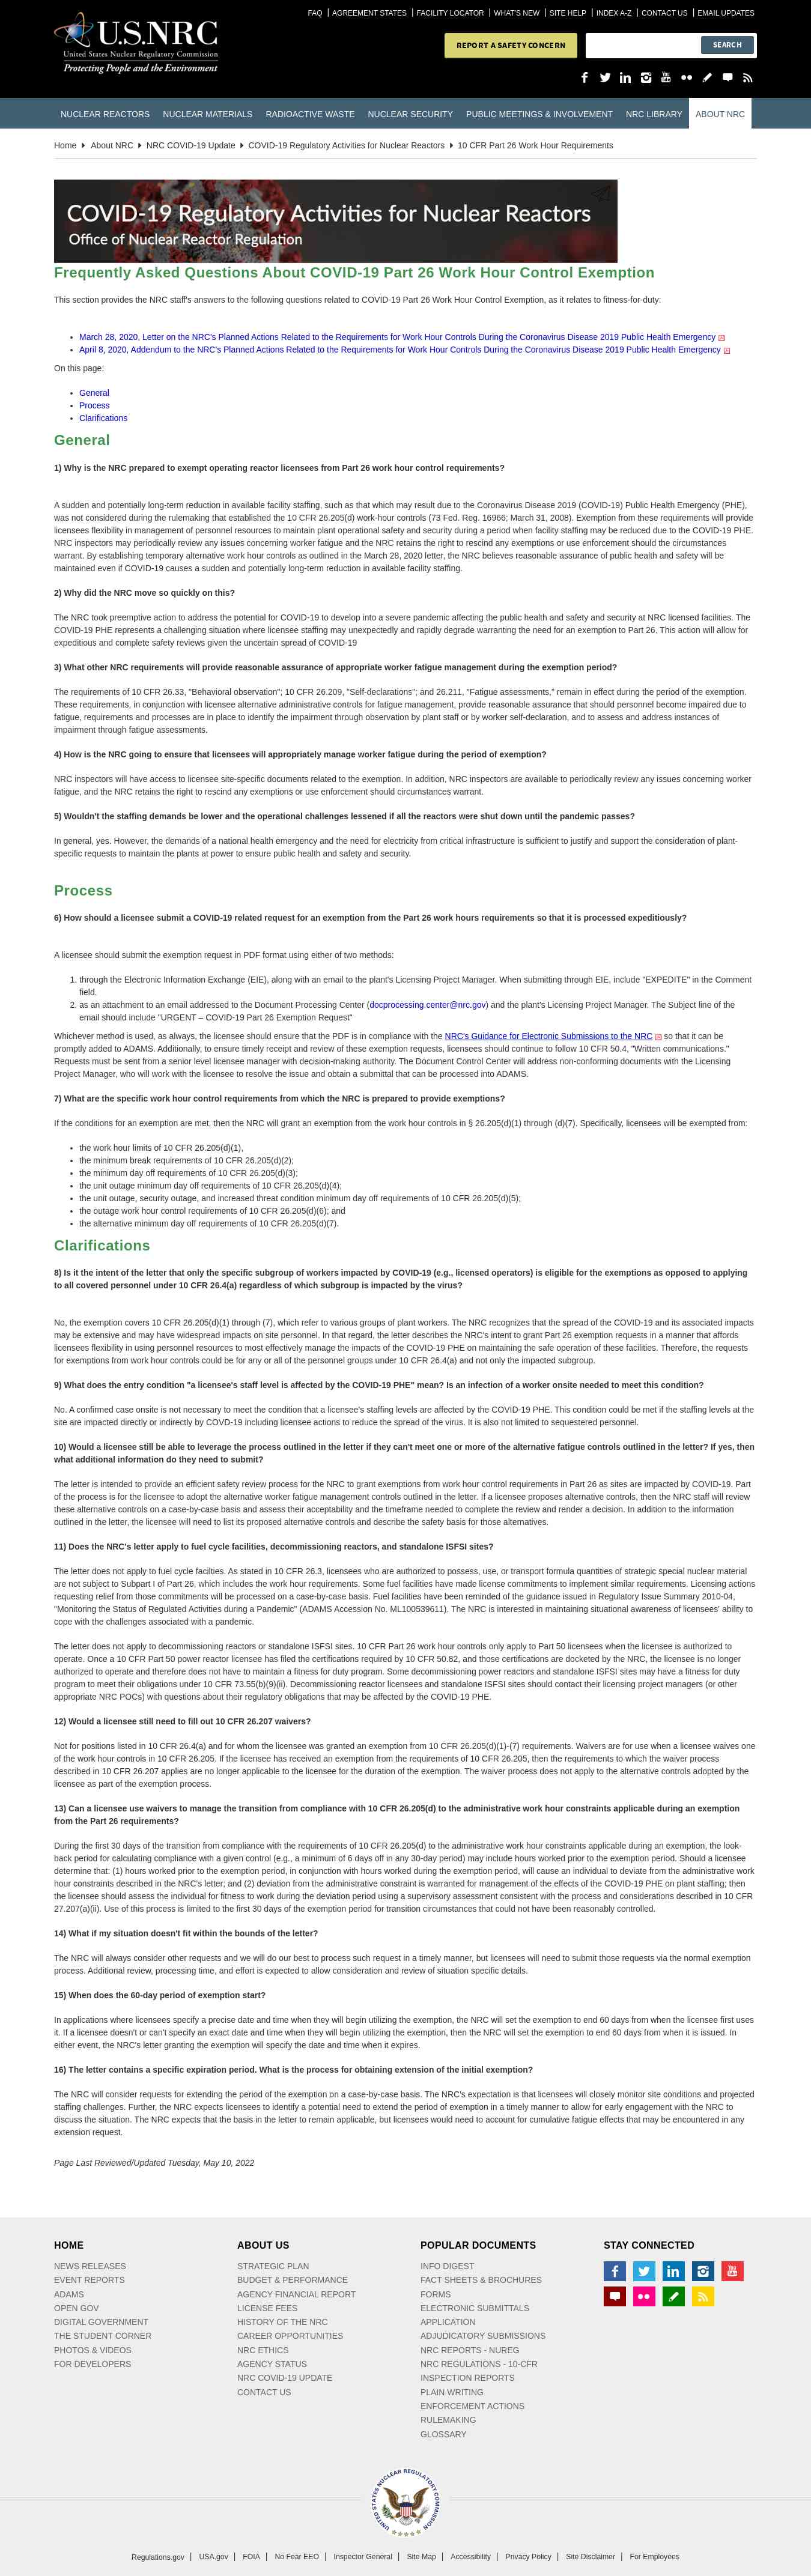 FAQ | AGREEMENT STATES | FACILITY LOCATOR | WHAT'S NEW | SITE HELP | INDEX A-Z | CONTACT US | EMAIL UPDATES
U.S.NRC
United States Nuclear Regulatory Commission
Protecting People and the Environment
REPORT A SAFETY CONCERN
SEARCH
NUCLEAR REACTORS NUCLEAR MATERIALS RADIOACTIVE WASTE NUCLEAR SECURITY PUBLIC MEETINGS & INVOLVEMENT NRC LIBRARY ABOUT NRC
Home About NRC NRC COVID-19 Update COVID-19 Regulatory Activities for Nuclear Reactors 10 CFR Part 26 Work Hour Requirements
COVID-19 Regulatory Activities for Nuclear Reactors
Office of Nuclear Reactor Regulation
Frequently Asked Questions About COVID-19 Part 26 Work Hour Control Exemption
This section provides the NRC staff's answers to the following questions related to COVID-19 Part 26 Work Hour Control Exemption, as it relates to fitness-for-duty:
• March 28, 2020, Letter on the NRC's Planned Actions Related to the Requirements for Work Hour Controls During the Coronavirus Disease 2019 Public Health Emergency
• April 8, 2020, Addendum to the NRC's Planned Actions Related to the Requirements for Work Hour Controls During the Coronavirus Disease 2019 Public Health Emergency
On this page:
• General
• Process
• Clarifications
General
1) Why is the NRC prepared to exempt operating reactor licensees from Part 26 work hour control requirements?
A sudden and potentially long-term reduction in available facility staffing, such as that which may result due to the Coronavirus Disease 2019 (COVID-19) Public Health Emergency (PHE),
was not considered during the rulemaking that established the 10 CFR 26.205(d) work-hour controls (73 Fed. Reg. 16966; March 31, 2008). Exemption from these requirements will provide
licensees flexibility in management of personnel resources to maintain plant operational safety and security during a period when facility staffing may be reduced due to the COVID-19 PHE.
NRC inspectors may periodically review any issues concerning worker fatigue and the NRC retains the right to rescind any exemptions or use enforcement should the circumstances
warrant. By establishing temporary alternative work hour controls as outlined in the March 28, 2020 letter, the NRC believes reasonable assurance of public health and safety will be
maintained even if COVID-19 causes a sudden and potentially long-term reduction in available facility staffing.
2) Why did the NRC move so quickly on this?
The NRC took preemptive action to address the potential for COVID-19 to develop into a severe pandemic affecting the public health and safety and security at NRC licensed facilities. The
COVID-19 PHE represents a challenging situation where licensee staffing may unexpectedly and rapidly degrade warranting the need for an exemption to Part 26. This action will allow for
expeditious and complete safety reviews given the uncertain spread of COVID-19
3) What other NRC requirements will provide reasonable assurance of appropriate worker fatigue management during the exemption period?
The requirements of 10 CFR 26.33, "Behavioral observation"; 10 CFR 26.209, "Self-declarations"; and 26.211, "Fatigue assessments," remain in effect during the period of the exemption.
These requirements, in conjunction with licensee alternative administrative controls for fatigue management, provide reasonable assurance that should personnel become impaired due to
fatigue, requirements and processes are in place to identify the impairment through observation by plant staff or by worker self-declaration, and to assess and address instances of
impairment through fatigue assessments.
4) How is the NRC going to ensure that licensees will appropriately manage worker fatigue during the period of exemption?
NRC inspectors will have access to licensee site-specific documents related to the exemption. In addition, NRC inspectors are available to periodically review any issues concerning worker
fatigue, and the NRC retains the right to rescind any exemptions or use enforcement should circumstances warrant.
5) Wouldn't the staffing demands be lower and the operational challenges lessened if all the reactors were shut down until the pandemic passes?
In general, yes. However, the demands of a national health emergency and the need for electricity from critical infrastructure is sufficient to justify and support the consideration of plant-
specific requests to maintain the plants at power to ensure public health and safety and security.
Process
6) How should a licensee submit a COVID-19 related request for an exemption from the Part 26 work hours requirements so that it is processed expeditiously?
A licensee should submit the exemption request in PDF format using either of two methods:
1. through the Electronic Information Exchange (EIE), along with an email to the plant's Licensing Project Manager. When submitting through EIE, include "EXPEDITE" in the Comment
field.
2. as an attachment to an email addressed to the Document Processing Center (docprocessing.center@nrc.gov) and the plant's Licensing Project Manager. The Subject line of the
email should include "URGENT – COVID-19 Part 26 Exemption Request"
Whichever method is used, as always, the licensee should ensure that the PDF is in compliance with the NRC's Guidance for Electronic Submissions to the NRC so that it can be
promptly added to ADAMS. Additionally, to ensure timely receipt and review of these exemption requests, licensees should continue to follow 10 CFR 50.4, "Written communications."
Requests must be sent from a senior level licensee manager with decision-making authority. The Document Control Center will address non-conforming documents with the Licensing
Project Manager, who will work with the licensee to resolve the issue and obtain a submittal that can be processed into ADAMS.
7) What are the specific work hour control requirements from which the NRC is prepared to provide exemptions?
If the conditions for an exemption are met, then the NRC will grant an exemption from the work hour controls in § 26.205(d)(1) through (d)(7). Specifically, licensees will be exempted from:
• the work hour limits of 10 CFR 26.205(d)(1),
• the minimum break requirements of 10 CFR 26.205(d)(2);
• the minimum day off requirements of 10 CFR 26.205(d)(3);
• the unit outage minimum day off requirements of 10 CFR 26.205(d)(4);
• the unit outage, security outage, and increased threat condition minimum day off requirements of 10 CFR 26.205(d)(5);
• the outage work hour control requirements of 10 CFR 26.205(d)(6); and
• the alternative minimum day off requirements of 10 CFR 26.205(d)(7).
Clarifications
8) Is it the intent of the letter that only the specific subgroup of workers impacted by COVID-19 (e.g., licensed operators) is eligible for the exemptions as opposed to applying
to all covered personnel under 10 CFR 26.4(a) regardless of which subgroup is impacted by the virus?
No, the exemption covers 10 CFR 26.205(d)(1) through (7), which refer to various groups of plant workers. The NRC recognizes that the spread of the COVID-19 and its associated impacts
may be extensive and may have widespread impacts on site personnel. In that regard, the letter describes the NRC's intent to grant Part 26 exemption requests in a manner that affords
licensees flexibility in using personnel resources to most effectively manage the impacts of the COVID-19 PHE on maintaining the safe operation of these facilities. Therefore, the requests
for exemptions from work hour controls could be for any or all of the personnel groups under 10 CFR 26.4(a) and not only the impacted subgroup.
9) What does the entry condition "a licensee's staff level is affected by the COVID-19 PHE" mean? Is an infection of a worker onsite needed to meet this condition?
No. A confirmed case onsite is not necessary to meet the condition that a licensee's staffing levels are affected by the COVID-19 PHE. This condition could be met if the staffing levels at the
site are impacted directly or indirectly by COVD-19 including licensee actions to reduce the spread of the virus. It is also not limited to sequestered personnel.
10) Would a licensee still be able to leverage the process outlined in the letter if they can't meet one or more of the alternative fatigue controls outlined in the letter? If yes, then
what additional information do they need to submit?
The letter is intended to provide an efficient safety review process for the NRC to grant exemptions from work hour control requirements in Part 26 as sites are impacted by COVID-19. Part
of the process is for the licensee to adopt the alternative worker fatigue management controls outlined in the letter. If a licensee proposes alternative controls, then the NRC staff will review
these alternative controls on a case-by-case basis and assess their acceptability and the timeframe needed to complete the review and render a decision. In addition to the information
outlined in the letter, the licensee will need to list its proposed alternative controls and describe the safety basis for those alternatives.
11) Does the NRC's letter apply to fuel cycle facilities, decommissioning reactors, and standalone ISFSI sites?
The letter does not apply to fuel cycle facilties. As stated in 10 CFR 26.3, licensees who are authorized to possess, use, or transport formula quantities of strategic special nuclear material
are not subject to Subpart I of Part 26, which includes the work hour requirements. Some fuel facilities have made license commitments to implement similar requirements. Licensing actions
requesting relief from those commitments will be processed on a case-by-case basis. Fuel facilities have been reminded of the guidance issued in Regulatory Issue Summary 2010-04,
"Monitoring the Status of Regulated Activities during a Pandemic" (ADAMS Accession No. ML100539611). The NRC is interested in maintaining situational awareness of licensees' ability to
cope with the challenges associated with a pandemic.
The letter does not apply to decommissioning reactors or standalone ISFSI sites. 10 CFR Part 26 work hour controls only apply to Part 50 licensees when the licensee is authorized to
operate. Once a 10 CFR Part 50 power reactor licensee has filed the certifications required by 10 CFR 50.82, and those certifications are docketed by the NRC, the licensee is no longer
authorized to operate and therefore does not have to maintain a fitness for duty program. Some decommissioning power reactors and standalone ISFSI sites may have a fitness for duty
program to meet their obligations under 10 CFR 73.55(b)(9)(ii). Decommissioning reactor licensees and standalone ISFSI sites should contact their licensing project managers (or other
appropriate NRC POCs) with questions about their regulatory obligations that may be affected by the COVID-19 PHE.
12) Would a licensee still need to fill out 10 CFR 26.207 waivers?
Not for positions listed in 10 CFR 26.4(a) and for whom the licensee was granted an exemption from 10 CFR 26.205(d)(1)-(7) requirements. Waivers are for use when a licensee waives one
of the work hour controls in 10 CFR 26.205. If the licensee has received an exemption from the requirements of 10 CFR 26.205, then the requirements to which the waiver process
described in 10 CFR 26.207 applies are no longer applicable to the licensee for the duration of the exemption. The waiver process does not apply to the alternative controls adopted by the
licensee as part of the exemption process.
13) Can a licensee use waivers to manage the transition from compliance with 10 CFR 26.205(d) to the administrative work hour constraints applicable during an exemption
from the Part 26 requirements?
During the first 30 days of the transition from compliance with the requirements of 10 CFR 26.205(d) to the administrative work hour constraints applicable during an exemption, the look-
back period for calculating compliance with a given control (e.g., a minimum of 6 days off in any 30-day period) may include hours worked prior to the exemption period. Should a licensee
determine that: (1) hours worked prior to the exemption period, in conjunction with hours worked during the exemption period, will cause an individual to deviate from the administrative work
hour constraints described in the NRC's letter; and (2) deviation from the administrative constraint is warranted for management of the effects of the COVID-19 PHE on plant staffing; then
the licensee should assess the individual for fitness to work during the deviation period using a supervisory assessment consistent with the process and considerations described in 10 CFR
27.207(a)(ii). Use of this process is limited to the first 30 days of the exemption period for transition circumstances that could not have been reasonably controlled.
14) What if my situation doesn't fit within the bounds of the letter?
The NRC will always consider other requests and we will do our best to process such request in a timely manner, but licensees will need to submit those requests via the normal exemption
process. Additional review, processing time, and effort is expected to allow consideration and review of situation specific details.
15) When does the 60-day period of exemption start?
In applications where licensees specify a precise date and time when they will begin utilizing the exemption, the NRC will set the exemption to end 60 days from when the licensee first uses
it. If a licensee doesn't or can't specify an exact date and time when they will begin utilizing the exemption, then the NRC will set the exemption to end 60 days from when it is issued. In
either event, the NRC's letter granting the exemption will specify the date and time when it expires.
16) The letter contains a specific expiration period. What is the process for obtaining extension of the initial exemption?
The NRC will consider requests for extending the period of the exemption on a case-by-case basis. The NRC's expectation is that licensees will closely monitor site conditions and projected
staffing challenges. Further, the NRC expects licensees to identify a potential need to extend the period of exemption in a timely manner to allow for early engagement with the NRC to
discuss the situation. The NRC expects that the basis in the letter to remain applicable, but licensees would need to account for cumulative fatigue effects that may be encountered in any
extension request.
Page Last Reviewed/Updated Tuesday, May 10, 2022
HOME
NEWS RELEASES
EVENT REPORTS
ADAMS
OPEN GOV
DIGITAL GOVERNMENT
THE STUDENT CORNER
PHOTOS & VIDEOS
FOR DEVELOPERS
ABOUT US
STRATEGIC PLAN
BUDGET & PERFORMANCE
AGENCY FINANCIAL REPORT
LICENSE FEES
HISTORY OF THE NRC
CAREER OPPORTUNITIES
NRC ETHICS
AGENCY STATUS
NRC COVID-19 UPDATE
CONTACT US
POPULAR DOCUMENTS
INFO DIGEST
FACT SHEETS & BROCHURES
FORMS
ELECTRONIC SUBMITTALS
APPLICATION
ADJUDICATORY SUBMISSIONS
NRC REPORTS - NUREG
NRC REGULATIONS - 10-CFR
INSPECTION REPORTS
PLAIN WRITING
ENFORCEMENT ACTIONS
RULEMAKING
GLOSSARY
STAY CONNECTED
UNITED STATES NUCLEAR REGULATORY COMMISSION
Regulations.gov | USA.gov | FOIA | No Fear EEO | Inspector General | Site Map | Accessibility | Privacy Policy | Site Disclaimer | For Employees